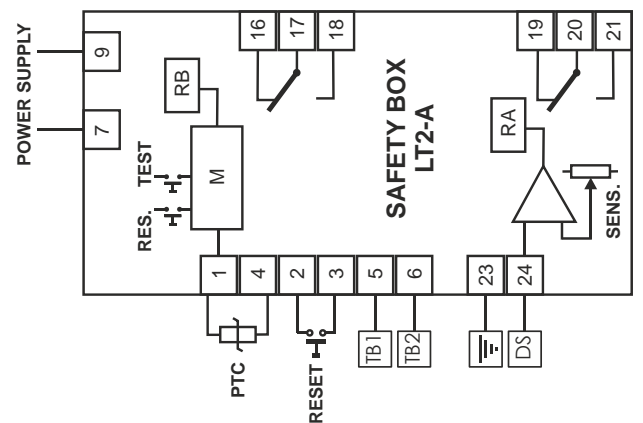 POWER SUPPLY
9
7
16
17
18
19
20
21
RB
TEST
RES.
M
SAFETY BOX
LT2-A
RA
SENS.
1
4
2
3
5
6
23
24
PTC
RESET
TB1
TB2
DS